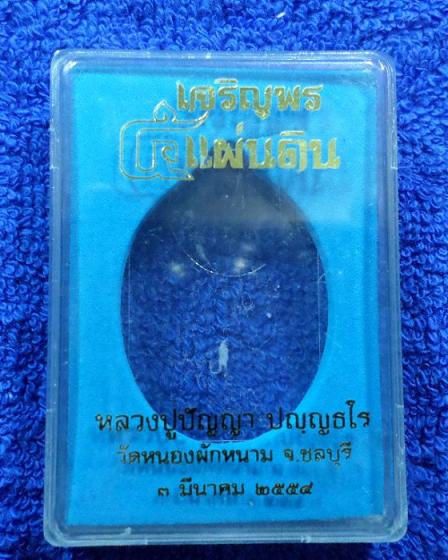 เจริญพร
๕ แผ่นดิน
หลวงปู่ปัญญา ปญฺญธโร
วัดหนองผักหนาม จ.ชลบุรี
๓ มีนาคม ๒๕๕๔